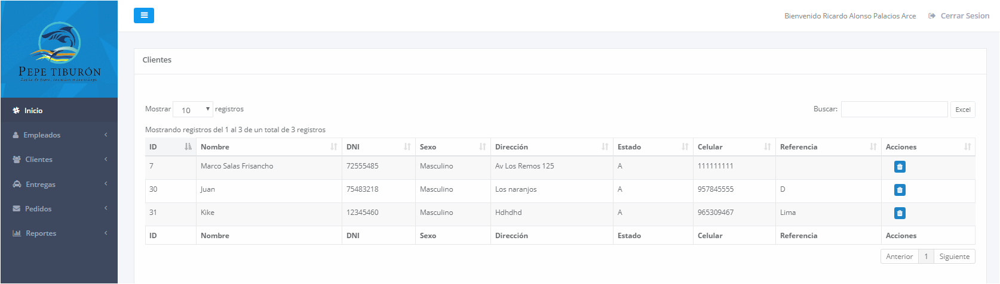 Bienvenido Ricardo Alonso Palacios Arce Cerrar Sesion
PEPE TIBURÓN
Inicio
Empleados
Clientes
Entregas
Pedidos
Reportes
Clientes
Mostrar 10 registros Buscar: Excel
Mostrando registros del 1 al 3 de un total de 3 registros
ID Nombre DNI Sexo Dirección Estado Celular Referencia Acciones
7 Marco Salas Frisancho 72555485 Masculino Av Los Remos 125 A 111111111
30 Juan 75483218 Masculino Los naranjos A 957845555 D
31 Kike 12345460 Masculino Hdhdhd A 965309467 Lima
ID Nombre DNI Sexo Dirección Estado Celular Referencia Acciones
Anterior 1 Siguiente